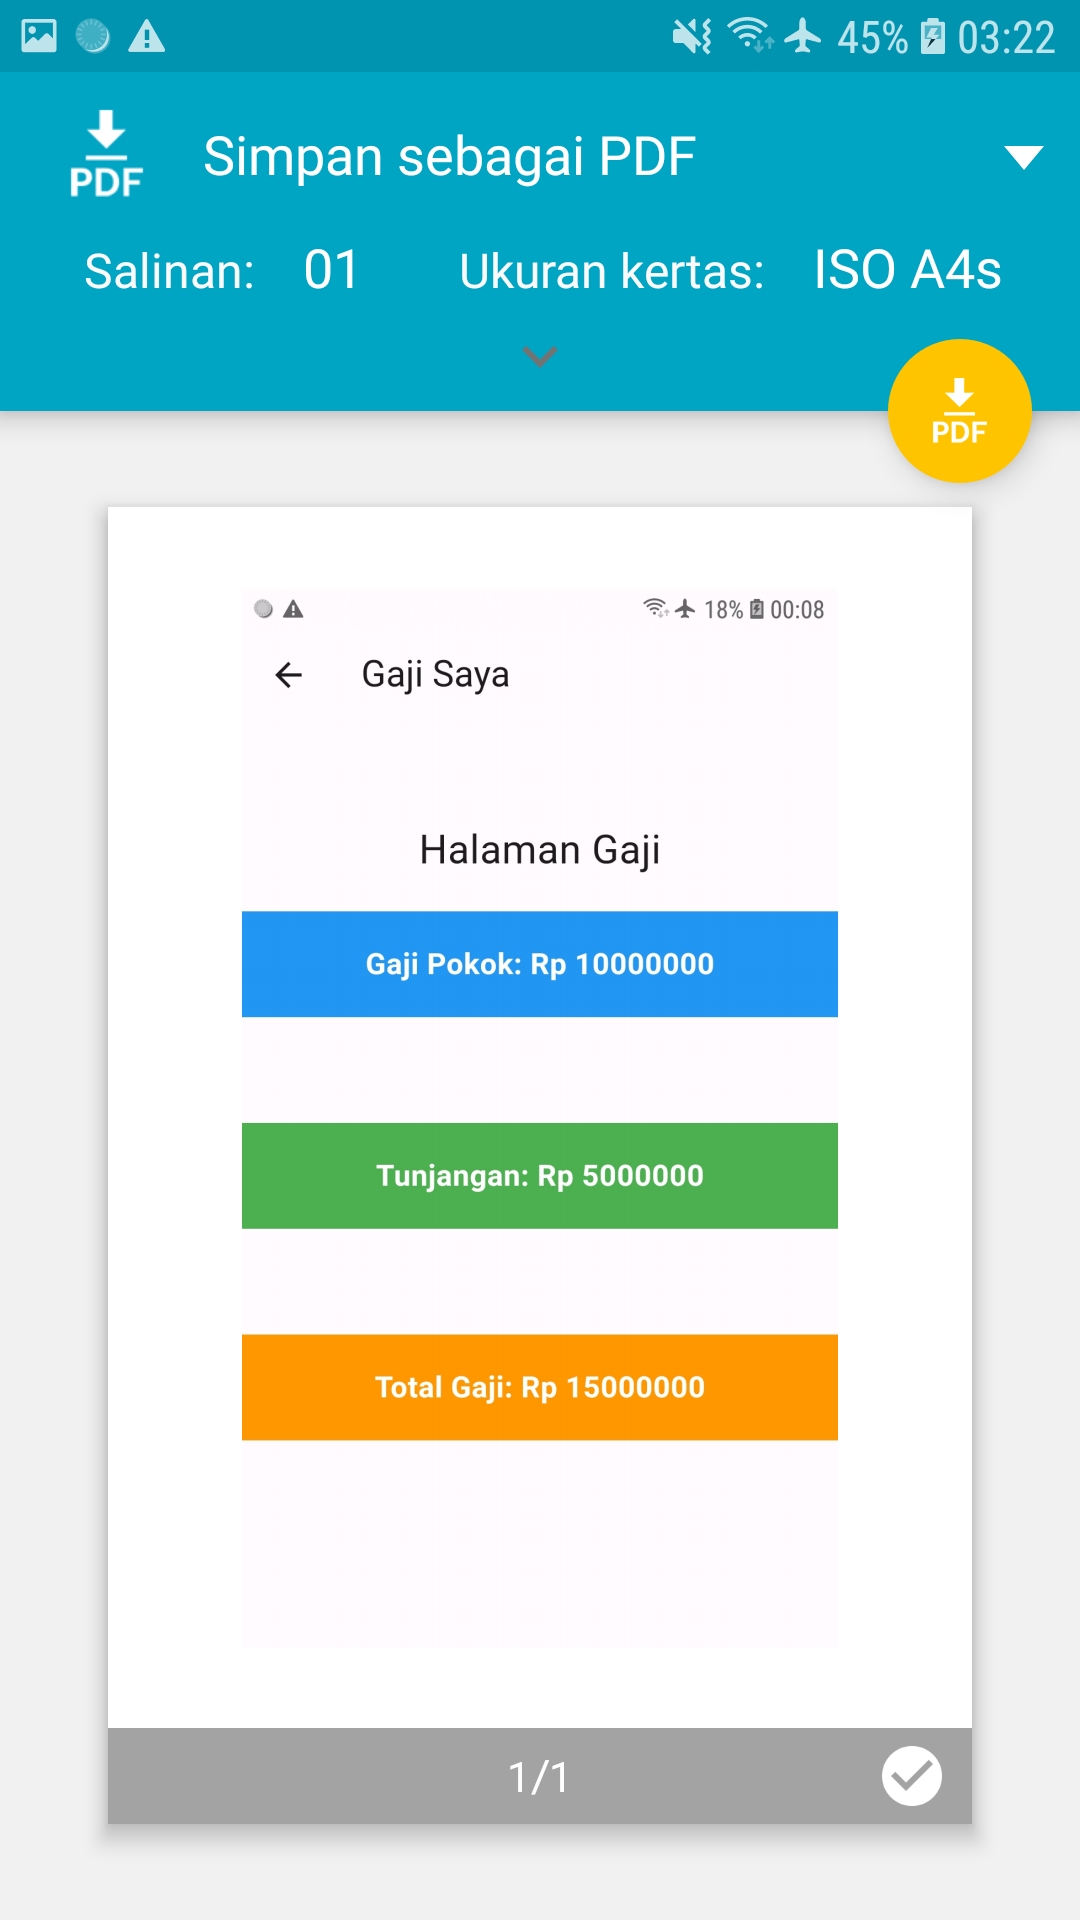 45% 03:22
PDF
Simpan sebagai PDF
Salinan: 01 Ukuran kertas: ISO A4s
PDF
18% 00:08
Gaji Saya
Halaman Gaji
Gaji Pokok: Rp 10000000
Tunjangan: Rp 5000000
Total Gaji: Rp 15000000
1/1